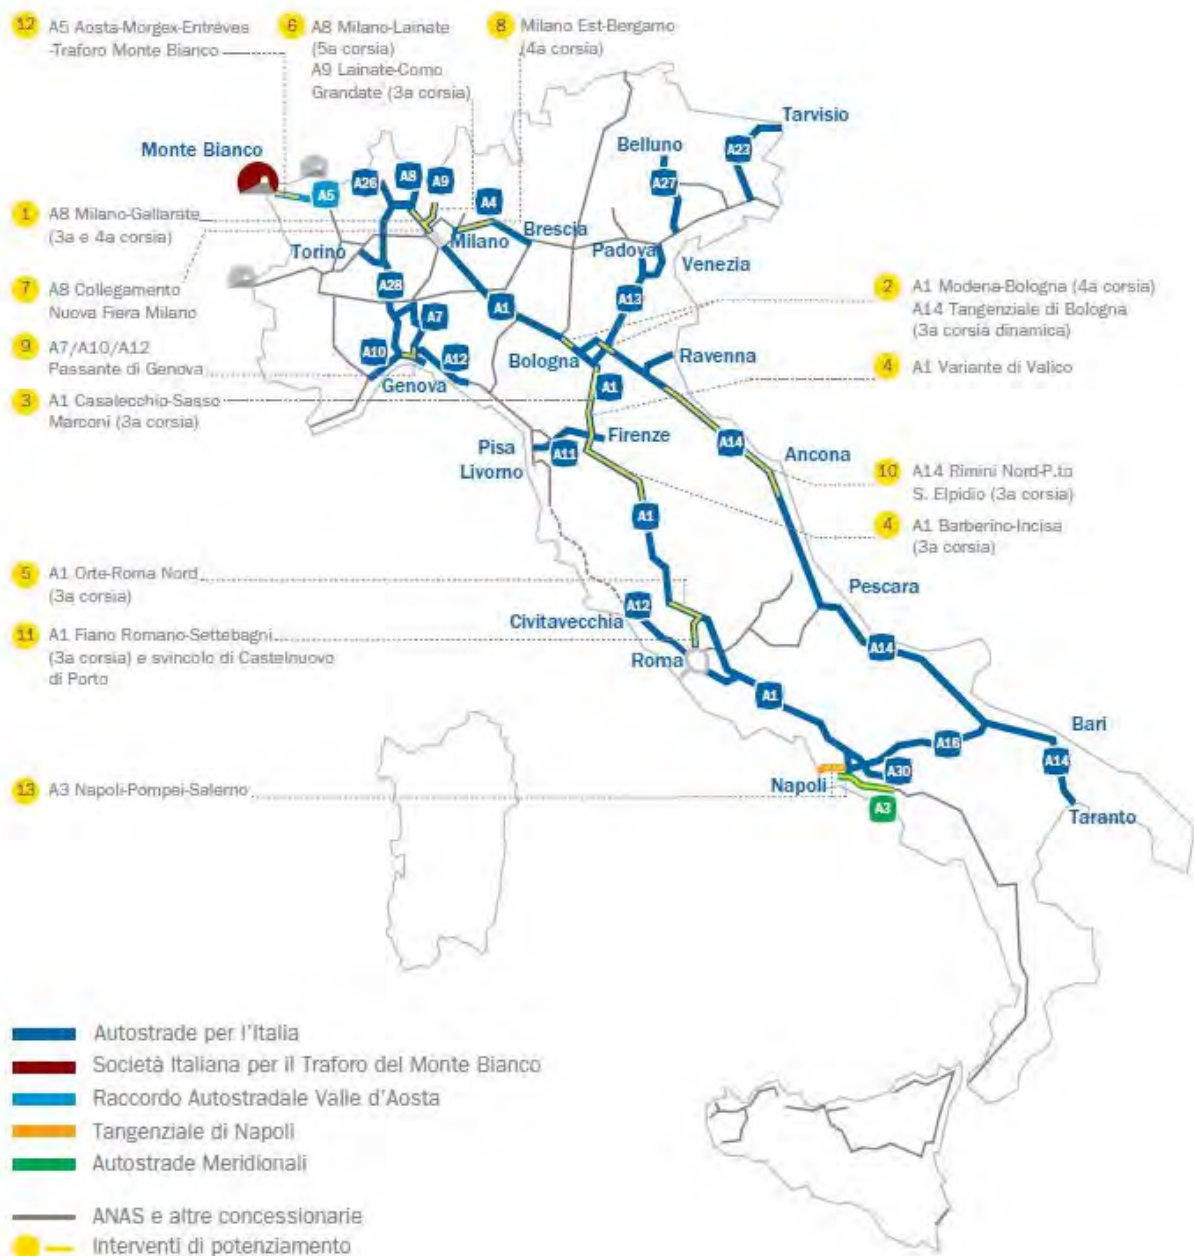 12 A5 Aosta-Morgex-Entrèves
-Traforo Monte Bianco
6 A8 Milano-Lainate
(5a corsia)
A9 Lainate-Como
Grandate (3a corsia)
8 Milano Est-Bergamo
(4a corsia)
Tarvisio
Belluno
A23
Monte Bianco
A27
A26
A8
A9
A5
A4
1 A8 Milano-Gallarate
(3a e 4a corsia)
Brescia
Milano
Padova
Torino
Venezia
7 A8 Collegamento
Nuova Fiera Milano
A28
A13
2 A1 Modena-Bologna (4a corsia)
A14 Tangenziale di Bologna
(3a corsia dinamica)
A1
A7
9 A7/A10/A12
Passante di Genova
A10
A12
Bologna
Ravenna
4 A1 Variante di Valico
Genova
A1
3 A1 Casalecchio-Sasso
Marconi (3a corsia)
Firenze
Pisa
Livorno
A11
A14
Ancona
10 A14 Rimini Nord-P.to
S. Elpidio (3a corsia)
A1
4 A1 Barberino-Incisa
(3a corsia)
5 A1 Orte-Roma Nord
(3a corsia)
Pescara
A12
Civitavecchia
11 A1 Fiano Romano-Settebagni
(3a corsia) e svincolo di Castelnuovo
di Porto
Roma
A14
A1
Bari
A16
A14
A30
13 A3 Napoli-Pompei-Salerno
Napoli
A3
Taranto
Autostrade per l'Italia
Società Italiana per il Traforo del Monte Bianco
Raccordo Autostradale Valle d'Aosta
Tangenziale di Napoli
Autostrade Meridionali
ANAS e altre concessionarie
Interventi di potenziamento